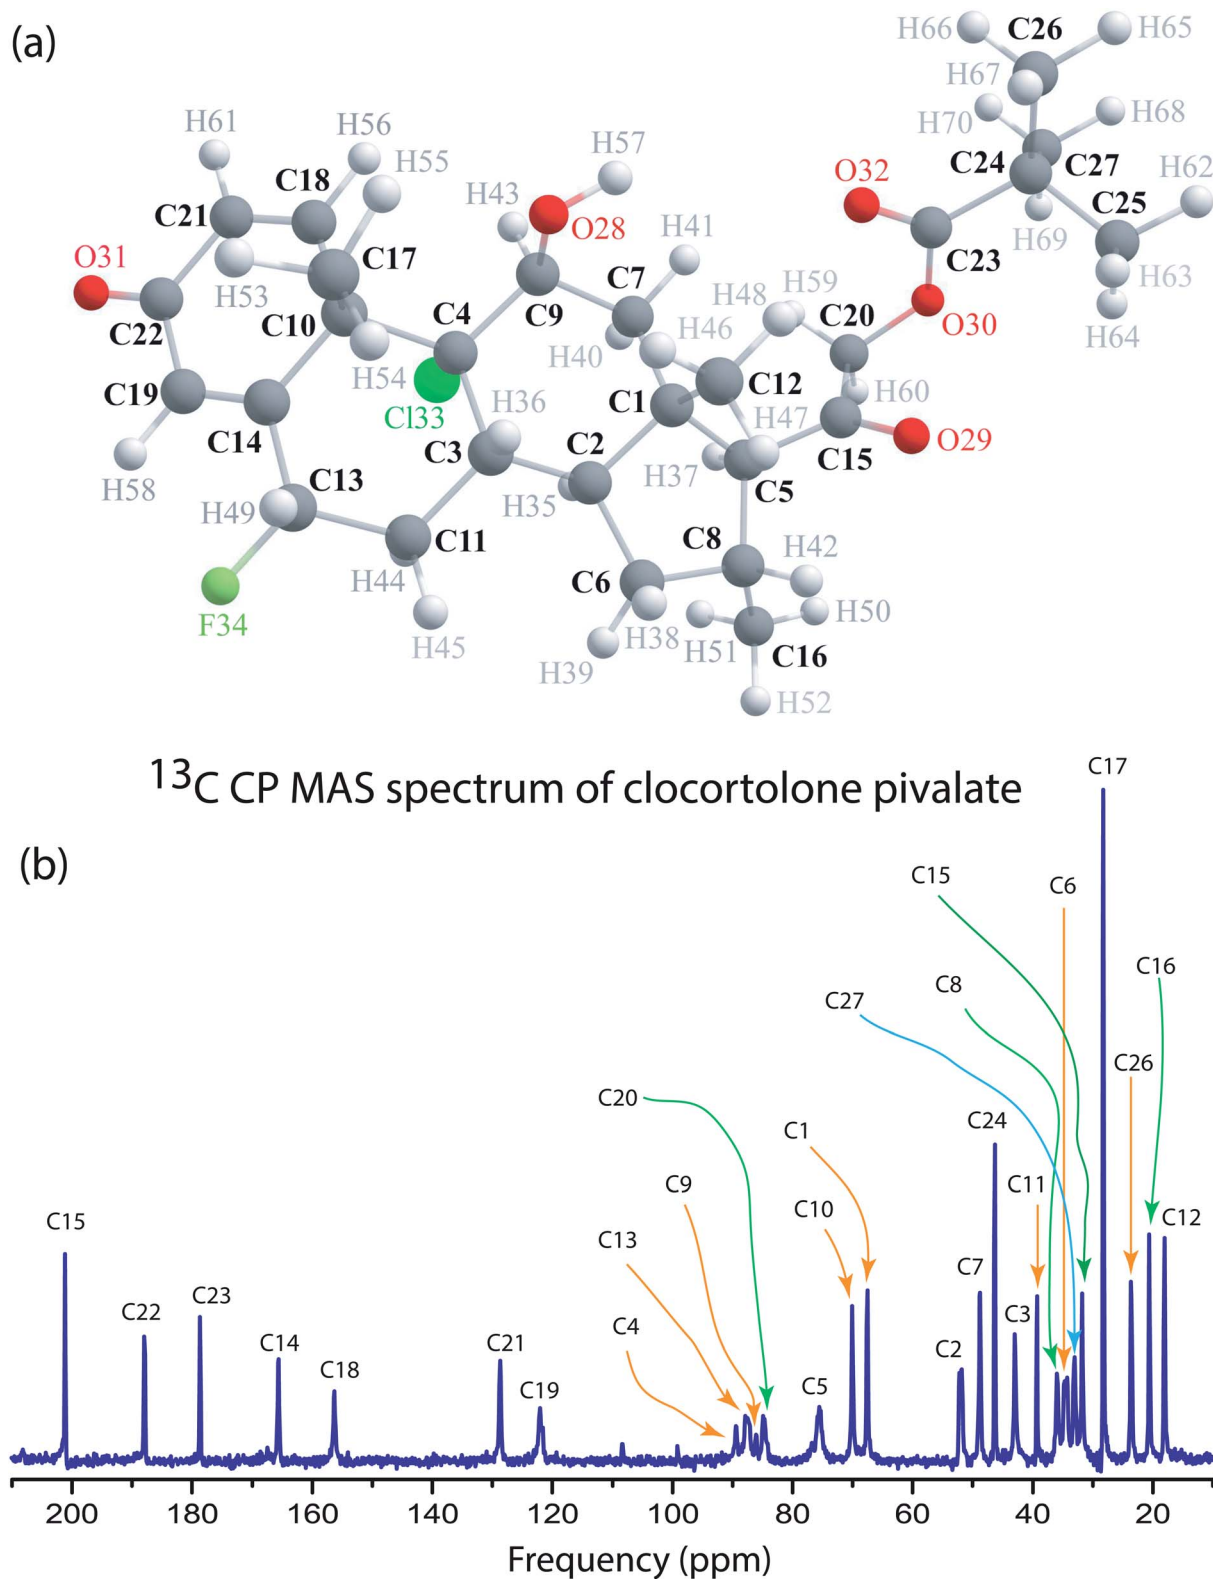 (a)
H66
C26
H65
H67
H61
H56
H70
H68
H57
H55
C24
C27
H62
C18
H43
O32
C21
O28
H41
C25
O31
C17
H69
C7
C23
H63
H53
H48
H59
C20
C22
C10
C4
C9
H46
O30
H64
H40
C19
H54
C12
Cl33
H36
C1
H60
C14
C3
C2
H47
O29
H58
C13
H37
C15
H49
H35
C5
C11
C8
H42
H44
C6
F34
H38
H50
H45
H51
C16
H39
H52
13C CP MAS spectrum of clocortolone pivalate
(b)
C17
C15
C6
C16
C8
C27
C26
C20
C24
C1
C9
C11
C10
C15
C13
C12
C7
C22
C23
C4
C3
C14
C21
C2
C18
C19
C5
200 180 160 140 120 100 80 60 40 20
Frequency (ppm)